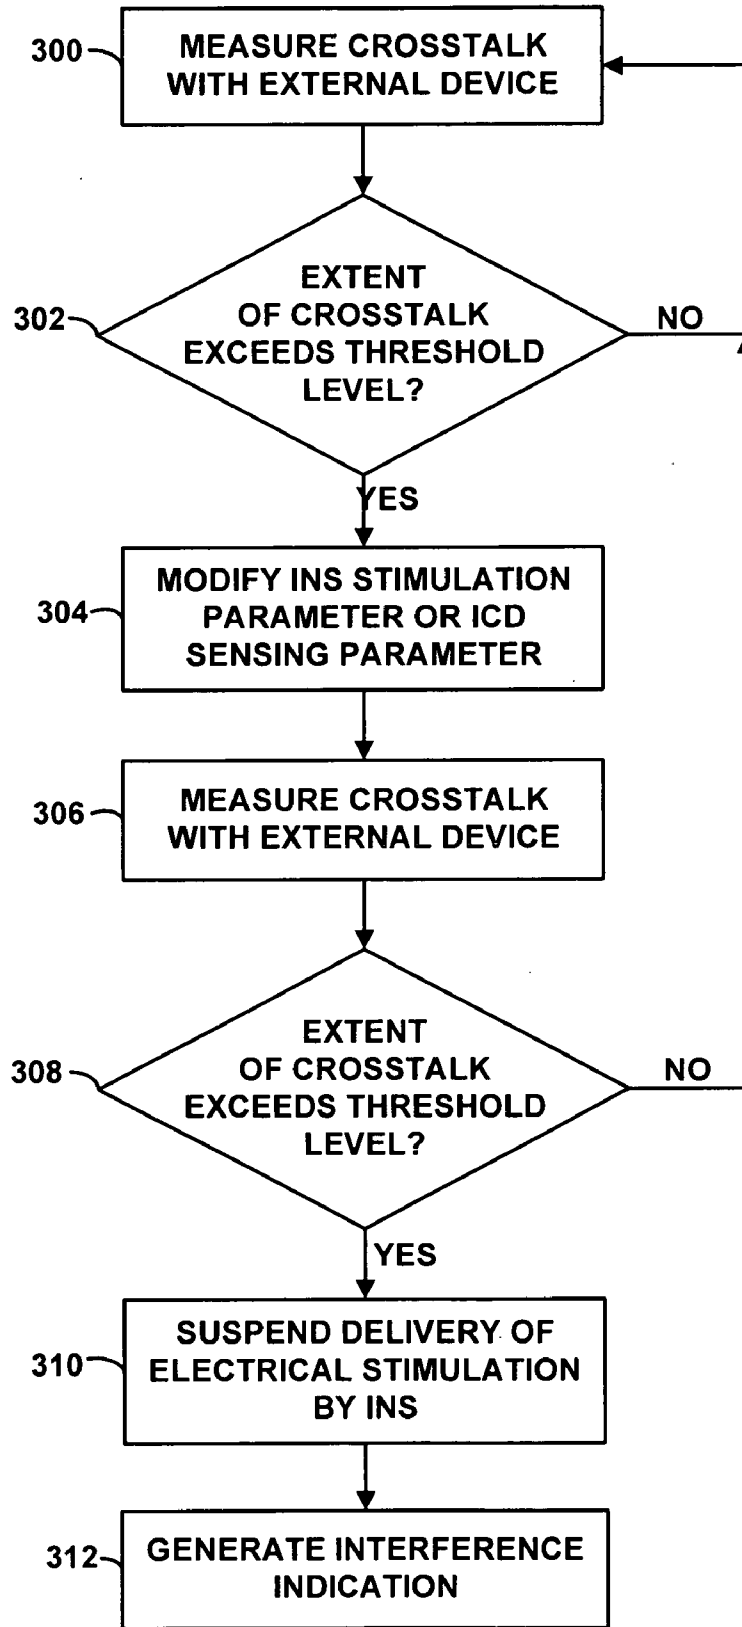 300
MEASURE CROSSTALK
WITH EXTERNAL DEVICE
302
EXTENT
OF CROSSTALK
EXCEEDS THRESHOLD
LEVEL?
NO
YES
304
MODIFY INS STIMULATION
PARAMETER OR ICD
SENSING PARAMETER
306
MEASURE CROSSTALK
WITH EXTERNAL DEVICE
308
EXTENT
OF CROSSTALK
EXCEEDS THRESHOLD
LEVEL?
NO
YES
310
SUSPEND DELIVERY OF
ELECTRICAL STIMULATION
BY INS
312
GENERATE INTERFERENCE
INDICATION